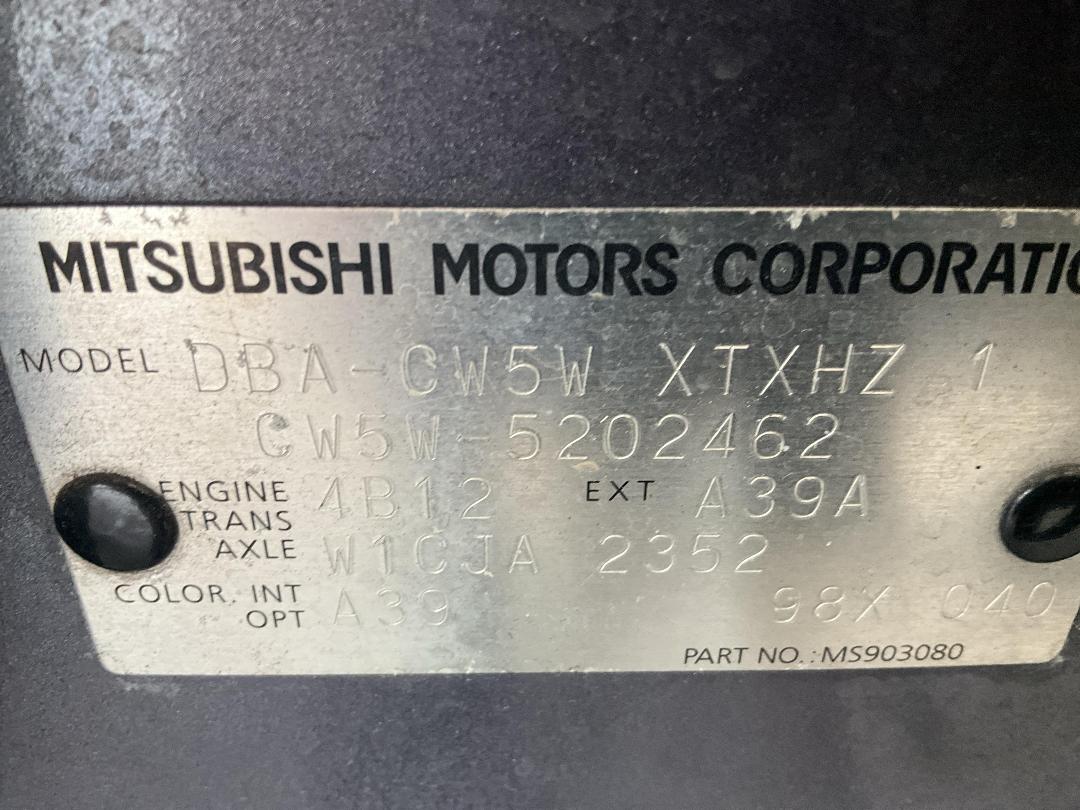 MITSUBISHI MOTORS CORPORATIO
MODEL DBA-CW5W XTXHZ 1
CW5W-5202462
ENGINE 4B12 EXT A39A
TRANS
AXLE W1CJA 2352
COLOR, INT
OPT A39 98X 040
PART NO.:MS903080